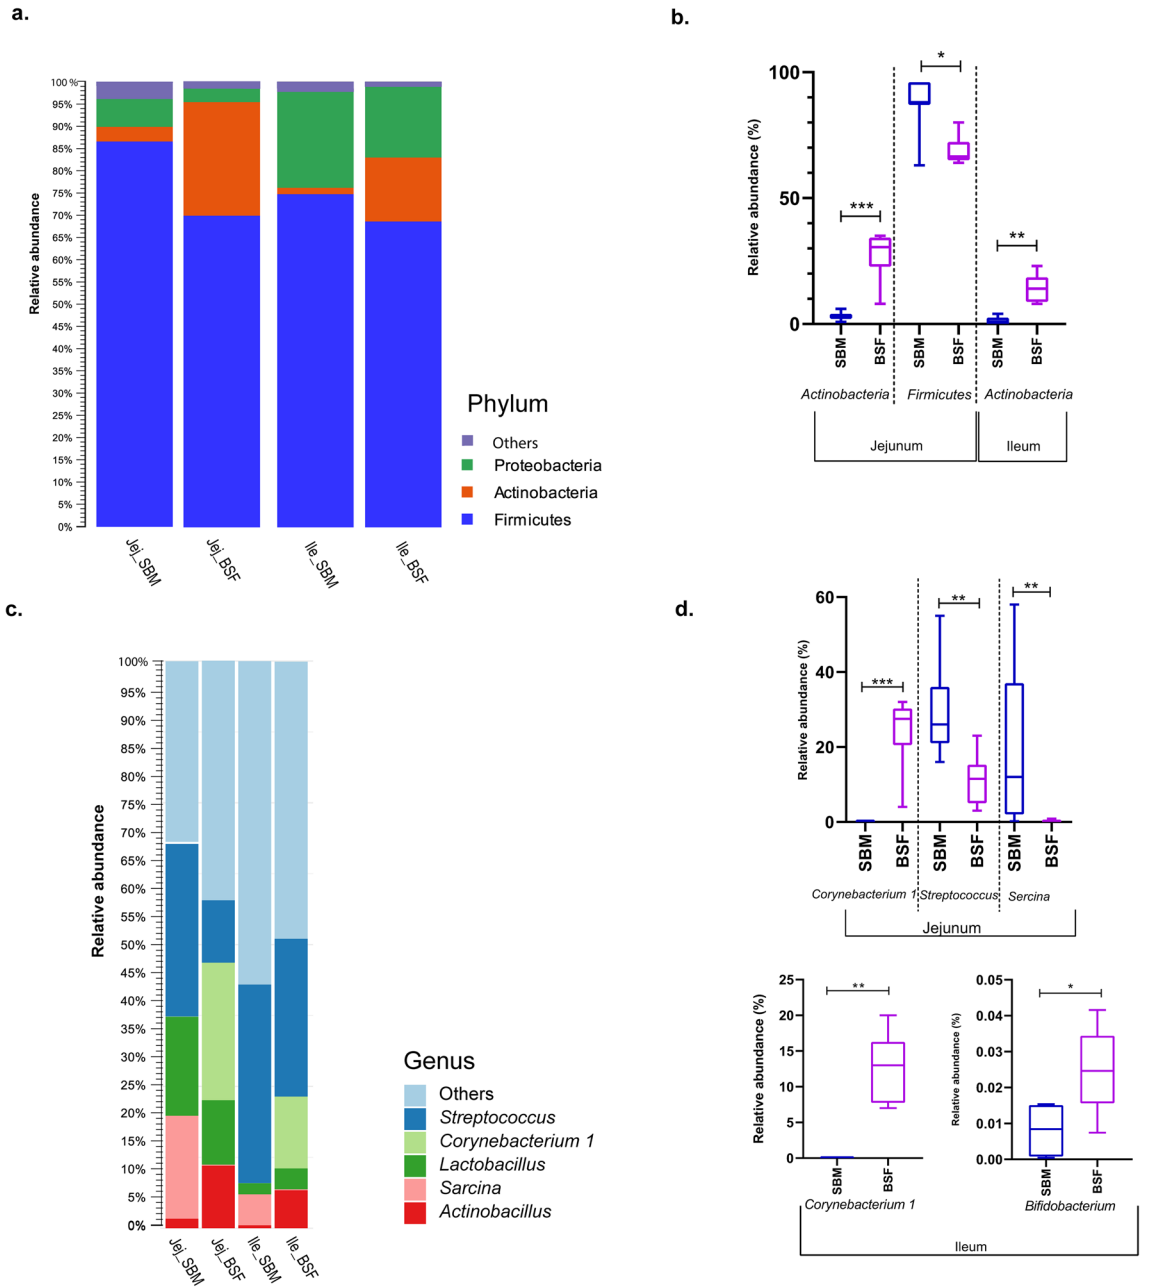 a.
100 %
95%
90%
85%
80%
75%
70%
65%
60%
55%
50%
45%
40%
35%
30%
25%
20%
15%
10%
5%
0%
Relative abundance
Jej_SBM
Jej_BSF
Ile_SBM
Ile_BSF
Phylum
Others
Proteobacteria
Actinobacteria
Firmicutes
b.
Relative abundance (%)
100
50
0
***
*
**
SBM
BSF
SBM
BSF
SBM
BSF
Actinobacteria
Firmicutes
Actinobacteria
Jejunum
Ileum
c.
100%
95%
90%
85%
80%
75%
70%
65%
60%
55%
50%
45%
40%
35%
30%
25%
20%
15%
10%
5%
0%
Relative abundance
Jej_SBM
Jej_BSF
Ile_SBM
Ile_BSF
Genus
Others
Streptococcus
Corynebacterium 1
Lactobacillus
Sarcina
Actinobacillus
d.
Relative abundance (%)
60
40
20
0
***
**
**
SBM
BSF
SBM
BSF
SBM
BSF
Corynebacterium 1
Streptococcus
Sercina
Jejunum
Relative abundance (%)
25
20
15
10
5
0
**
SBM
BSF
Corynebacterium 1
Relative abundance (%)
0.05
0.04
0.03
0.02
0.01
0.00
*
SBM
BSF
Bifidobacterium
Ileum